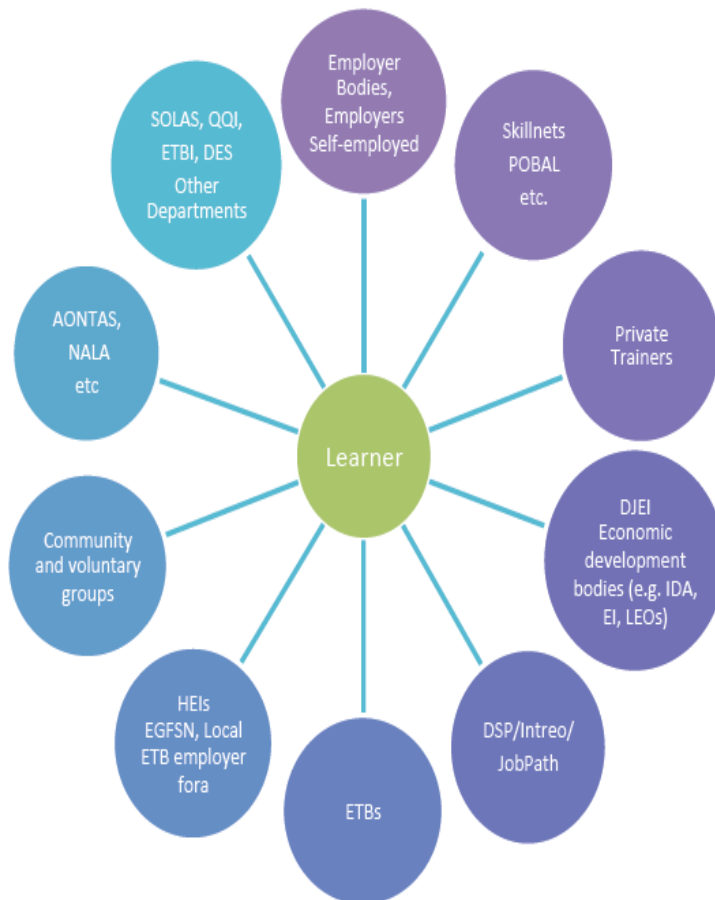 Employer
Bodies,
Employers
Self-employed
Skillnets
POBAL
etc.
Private
Trainers
DJEI
Economic
development
bodies (e.g. IDA,
EI, LEOs)
DSP/Intreo/
JobPath
ETBs
HEIs
EGFSN, Local
ETB employer
fora
Community
and voluntary
groups
AONTAS,
NALA
etc
SOLAS, QQI,
ETBI, DES
Other
Departments
Learner